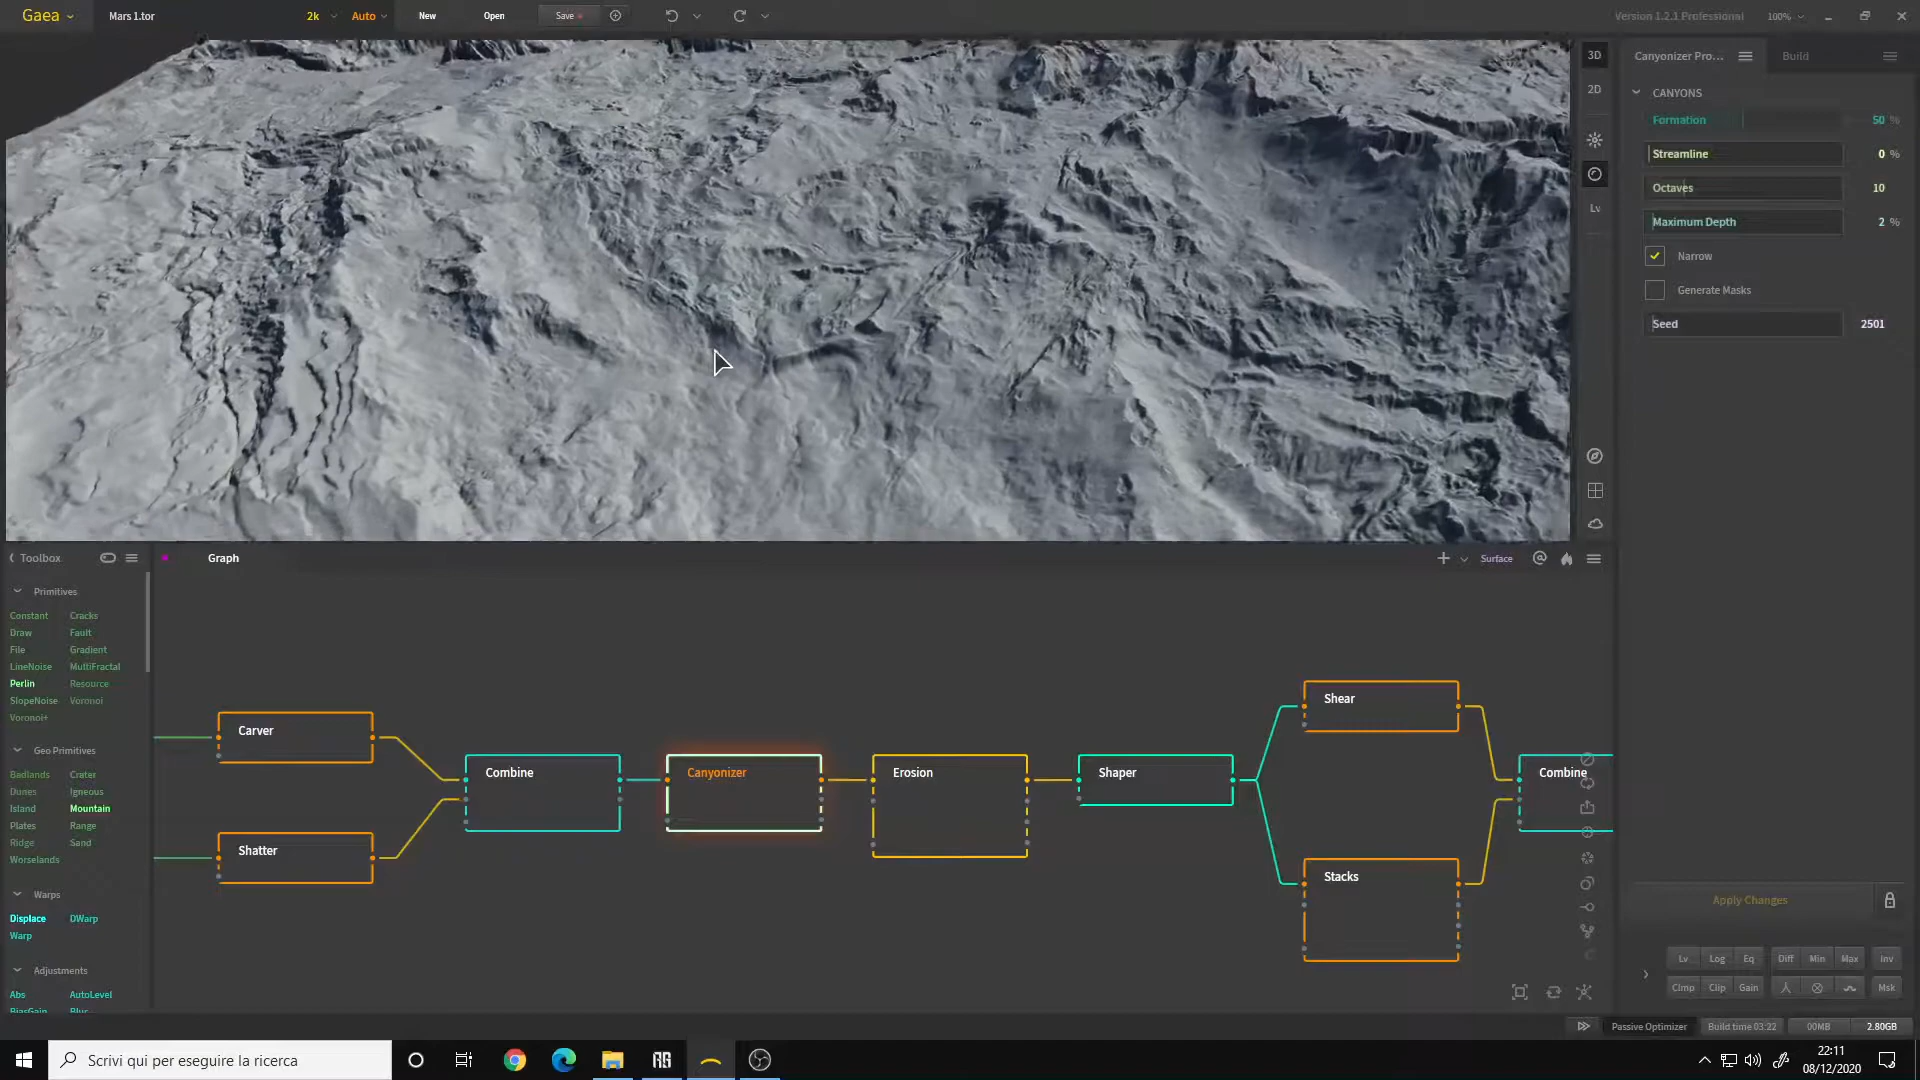 Gaea
Mars 1.tor
2k
Auto
New
Open
Save
Version 1.2.1 Professional
100%
3D
2D
Lv
Canyonizer Pro...
Build
CANYONS
Formation 50 %
Streamline 0 %
Octaves 10
Maximum Depth 2 %
Narrow
Generate Masks
Seed 2501
Toolbox
Graph
Surface
Primitives
Constant Cracks
Draw Fault
File Gradient
LineNoise MultiFractal
Perlin Resource
SlopeNoise Voronoi
Voronoi+
Geo Primitives
Badlands Crater
Dunes Igneous
Island Mountain
Plates Range
Ridge Sand
Worselands
Warps
Displace DWarp
Warp
Adjustments
Abs AutoLevel
BiasGain Blur
Carver
Shatter
Combine
Canyonizer
Erosion
Shaper
Shear
Stacks
Combine
Apply Changes
Lv Log Eq Diff Min Max Inv
Clmp Clip Gain Msk
Passive Optimizer
Build time 03:22
00MB
2.80GB
Scrivi qui per eseguire la ricerca
22:11
08/12/2020